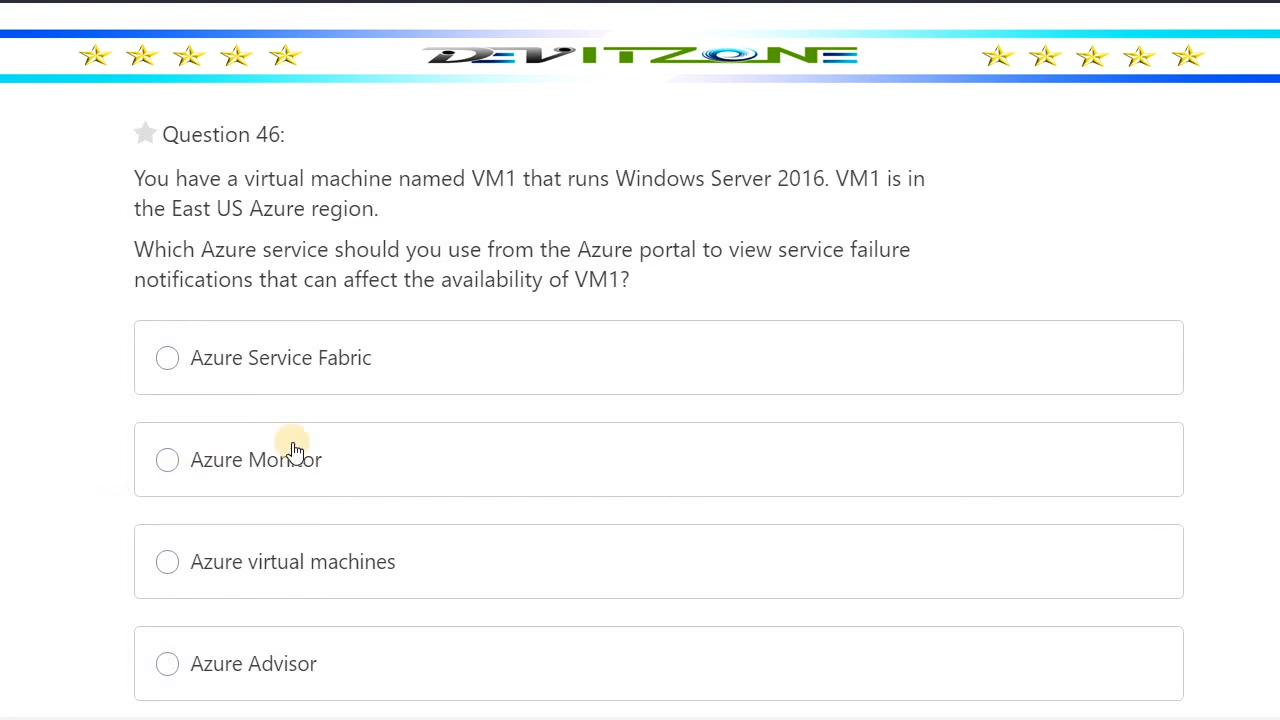 DEVITZONE
Question 46:
You have a virtual machine named VM1 that runs Windows Server 2016. VM1 is in
the East US Azure region.
Which Azure service should you use from the Azure portal to view service failure
notifications that can affect the availability of VM1?
Azure Service Fabric
Azure Monitor
Azure virtual machines
Azure Advisor